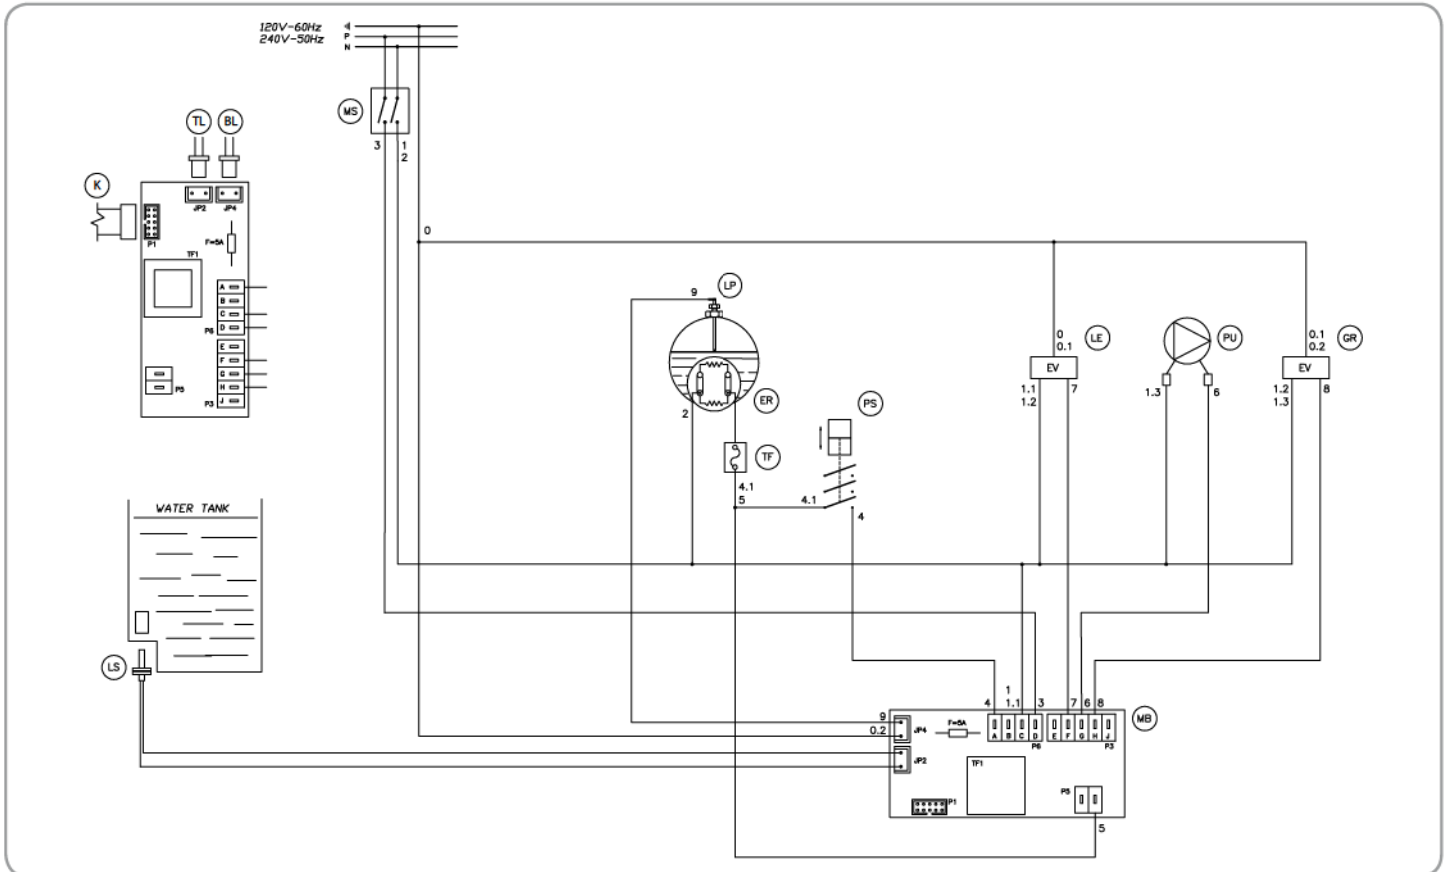 120V-60Hz
240V-50Hz
P
N
MS
3
1
2
TL
BL
K
JP2
JP4
P1
F=5A
TF1
A
B
C
D
P6
E
F
G
H
J
P5
P3
0
9
LP
2
ER
TF
4.1
5
4.1
PS
4
0
0.1
LE
EV
1.1
1.2
7
PU
1.3
6
0.1
0.2
GR
EV
1.2
1.3
8
WATER TANK
LS
1
4
1.1
3
7
6
8
MB
9
0.2
JP4
JP2
F=5A
A
B
C
D
P6
E
F
G
H
J
P3
TF1
P1
P5
5